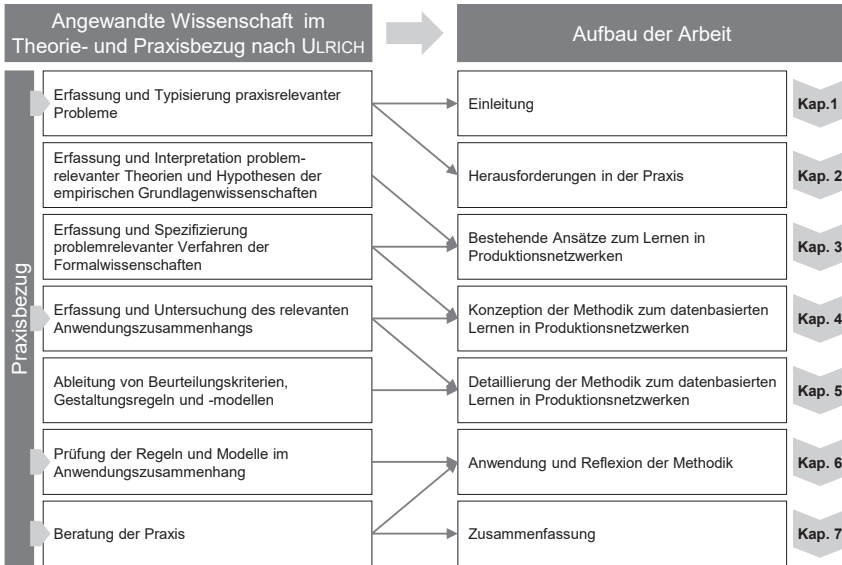 Angewandte Wissenschaft im
Theorie- und Praxisbezug nach ULRICH
Aufbau der Arbeit
Praxisbezug
Erfassung und Typisierung praxisrelevanter
Probleme
Einleitung
Kap.1
Erfassung und Interpretation problem-
relevanter Theorien und Hypothesen der
empirischen Grundlagenwissenschaften
Herausforderungen in der Praxis
Kap. 2
Erfassung und Spezifizierung
problemrelevanter Verfahren der
Formalwissenschaften
Bestehende Ansätze zum Lernen in
Produktionsnetzwerken
Kap. 3
Erfassung und Untersuchung des relevanten
Anwendungszusammenhangs
Konzeption der Methodik zum datenbasierten
Lernen in Produktionsnetzwerken
Kap. 4
Ableitung von Beurteilungskriterien,
Gestaltungsregeln und -modellen
Detaillierung der Methodik zum datenbasierten
Lernen in Produktionsnetzwerken
Kap. 5
Prüfung der Regeln und Modelle im
Anwendungszusammenhang
Anwendung und Reflexion der Methodik
Kap. 6
Beratung der Praxis
Zusammenfassung
Kap. 7